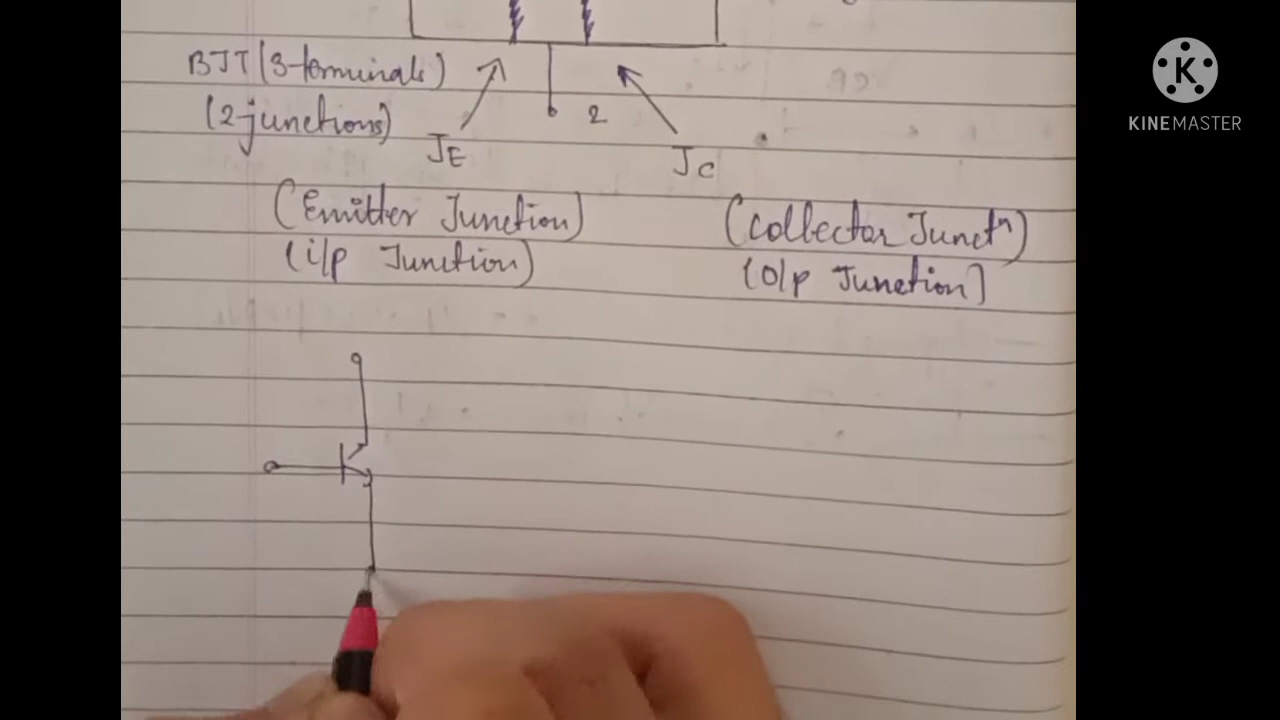 BJT (3-terminals)
(2-junctions)
2
JE
JC
(Emitter Junction)
(i/p Junction)
(Collector Junctn)
(O/p Junction)
K
KINEMASTER